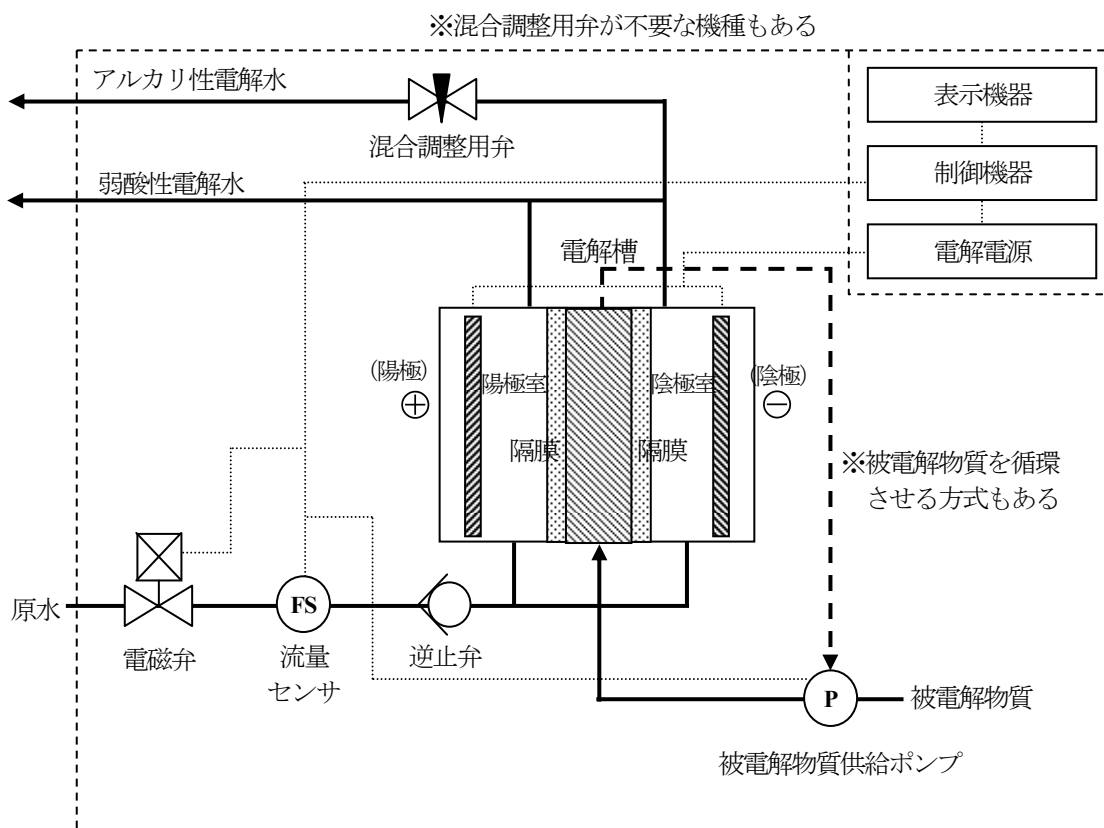 ※混合調整用弁が不要な機種もある
アルカリ性電解水
混合調整用弁
弱酸性電解水
表示機器
制御機器
電解電源
電解槽
(陽極)
陽極室
陰極室
(陰極)
隔膜
隔膜
※被電解物質を循環
させる方式もある
原水
電磁弁
FS
流量
センサ
逆止弁
P
被電解物質
被電解物質供給ポンプ